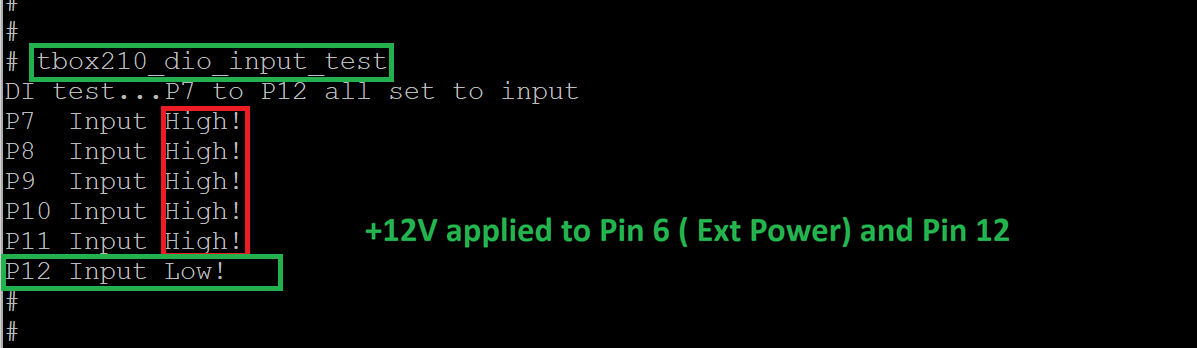 #
#
# tbox210_dio_input_test
DI test...P7 to P12 all set to input
P7 Input High!
P8 Input High!
P9 Input High!
P10 Input High!
P11 Input High!
+12V applied to Pin 6 ( Ext Power) and Pin 12
P12 Input Low!
#
#